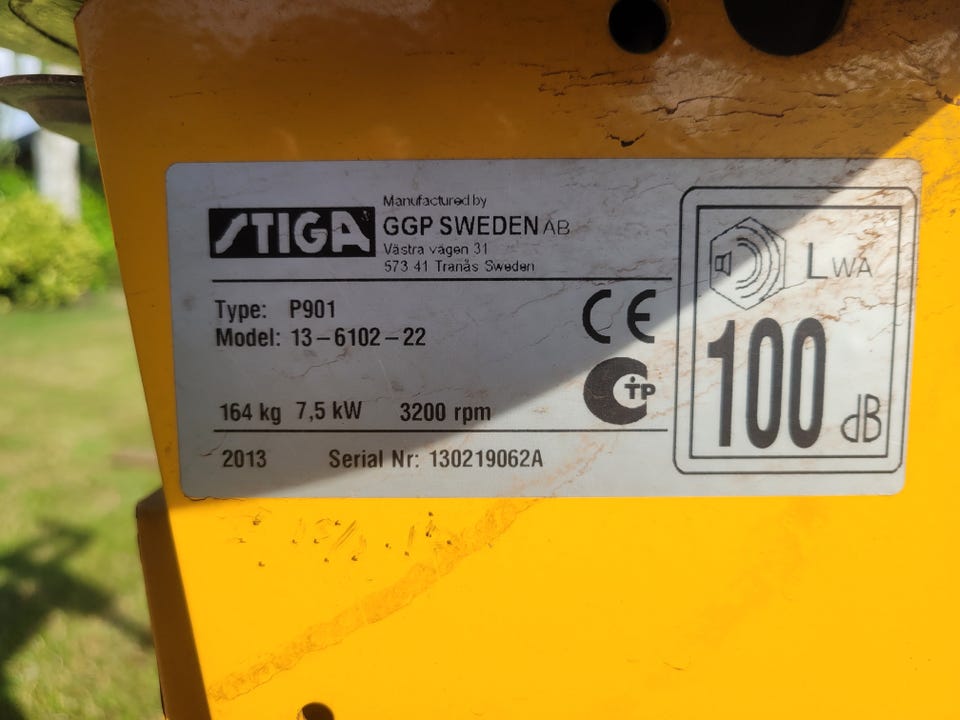 STIGA
Manufactured by
GGP SWEDEN AB
Västra vägen 31
573 41 Tranås Sweden
Type: P901
Model: 13-6102-22
CE
164 kg 7,5 kW 3200 rpm
2013 Serial Nr: 130219062A
LWA
100
dB